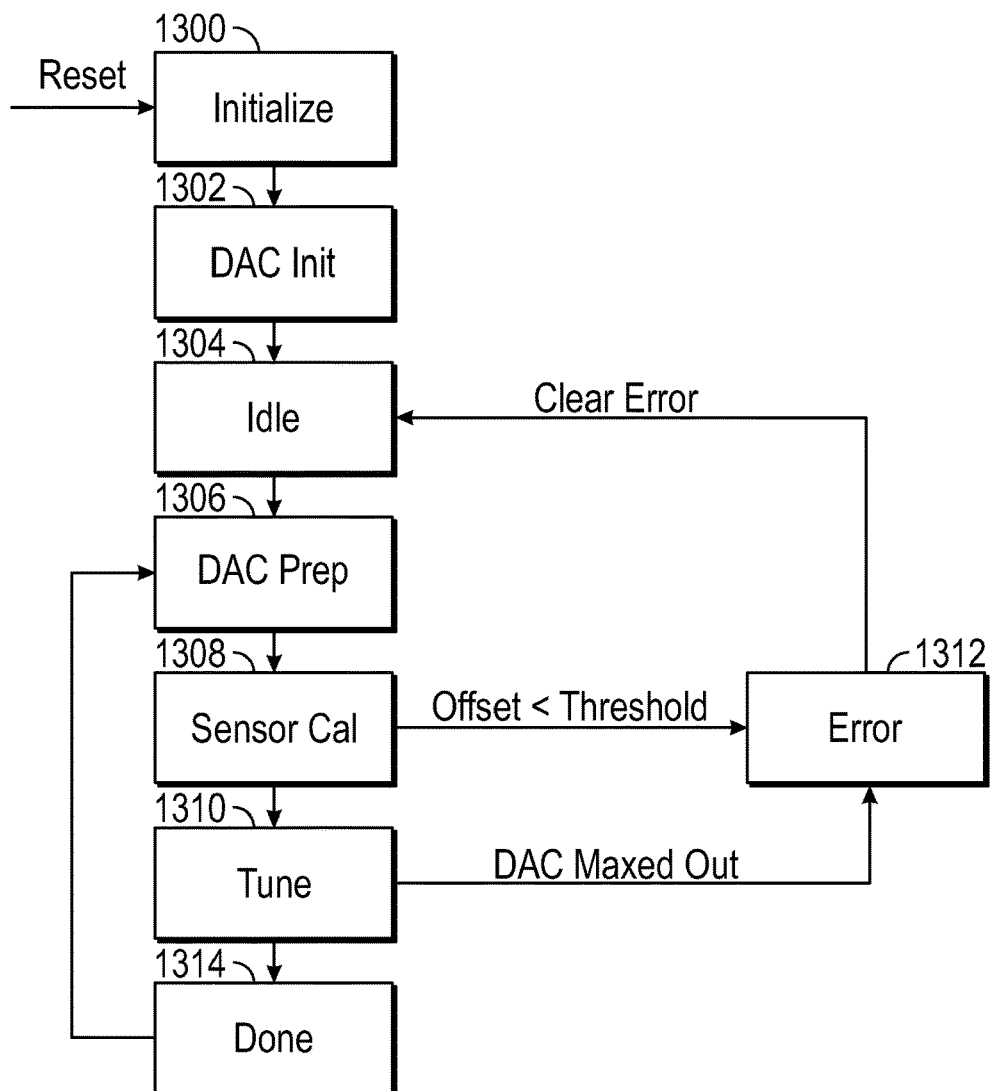 1300
Reset
Initialize
1302
DAC Init
1304
Idle
Clear Error
1306
DAC Prep
1308
1312
Sensor Cal
Offset < Threshold
Error
1310
Tune
DAC Maxed Out
1314
Done